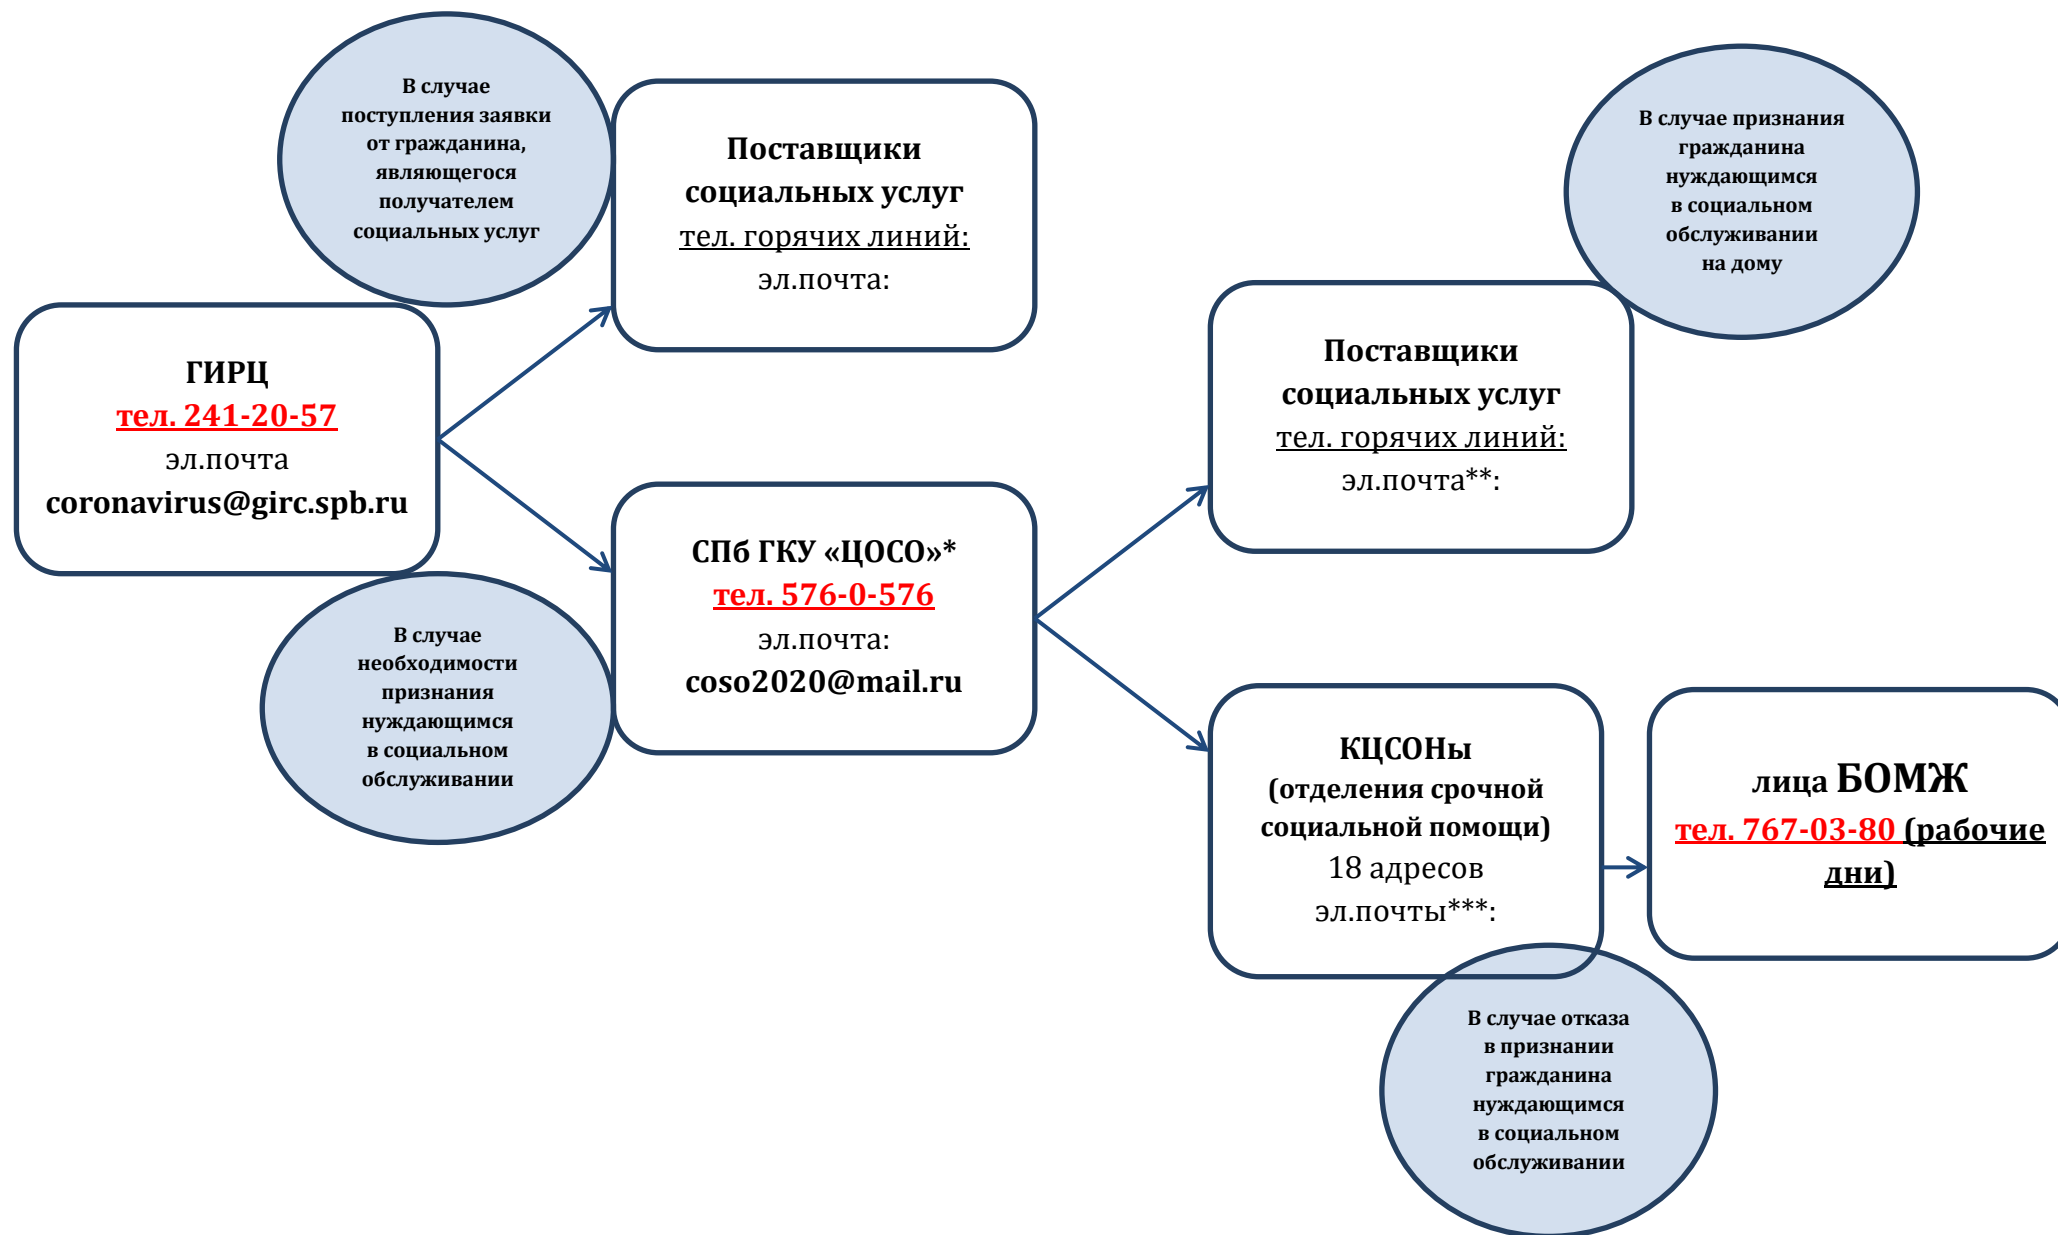 В случае
поступления заявки
от гражданина,
являющегося
получателем
социальных услуг
Поставщики
социальных услуг
тел. горячих линий:
эл.почта:
В случае признания
гражданина
нуждающимся
в социальном
обслуживании
на дому
ГИРЦ
тел. 241-20-57
эл.почта
coronavirus@girc.spb.ru
Поставщики
социальных услуг
тел. горячих линий:
эл.почта**:
СПб ГКУ «ЦОСО»*
тел. 576-0-576
эл.почта:
coso2020@mail.ru
В случае
необходимости
признания
нуждающимся
в социальном
обслуживании
КЦСОНы
(отделения срочной
социальной помощи)
18 адресов
эл.почты***:
лица БОМЖ
тел. 767-03-80 (рабочие
дни)
В случае отказа
в признании
гражданина
нуждающимся
в социальном
обслуживании